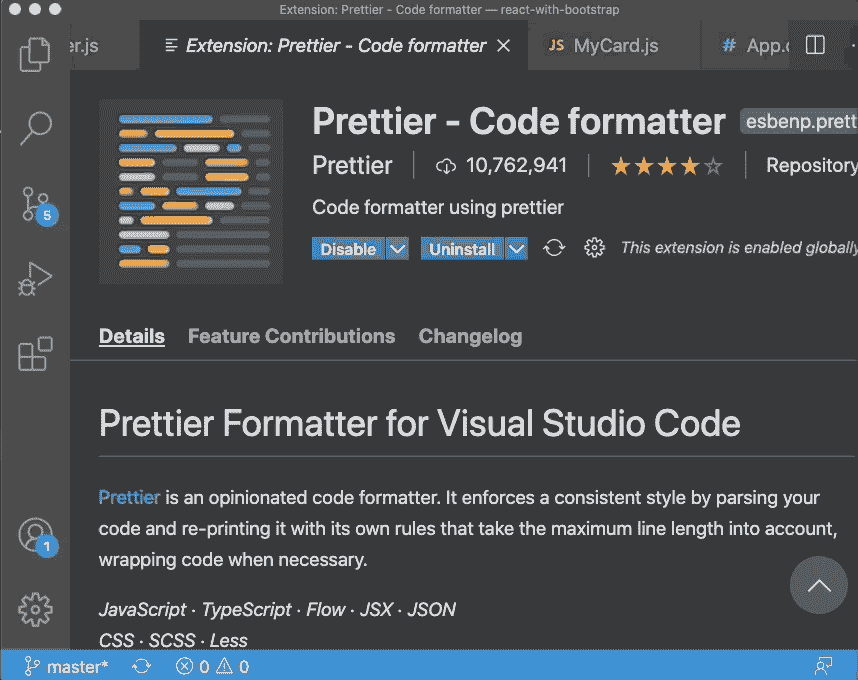 Extension: Prettier - Code formatter — react-with-bootstrap
er.js
Extension: Prettier - Code formatter
JS MyCard.js
# App.c
Prettier - Code formatter
esbenp.prett
Prettier
10,762,941
Repository
Code formatter using prettier
Disable
Uninstall
This extension is enabled globally
5
Details
Feature Contributions
Changelog
Prettier Formatter for Visual Studio Code
Prettier is an opinionated code formatter. It enforces a consistent style by parsing your
code and re-printing it with its own rules that take the maximum line length into account,
wrapping code when necessary.
1
JavaScript · TypeScript · Flow · JSX · JSON
CSS · SCSS · Less
master*
0
0